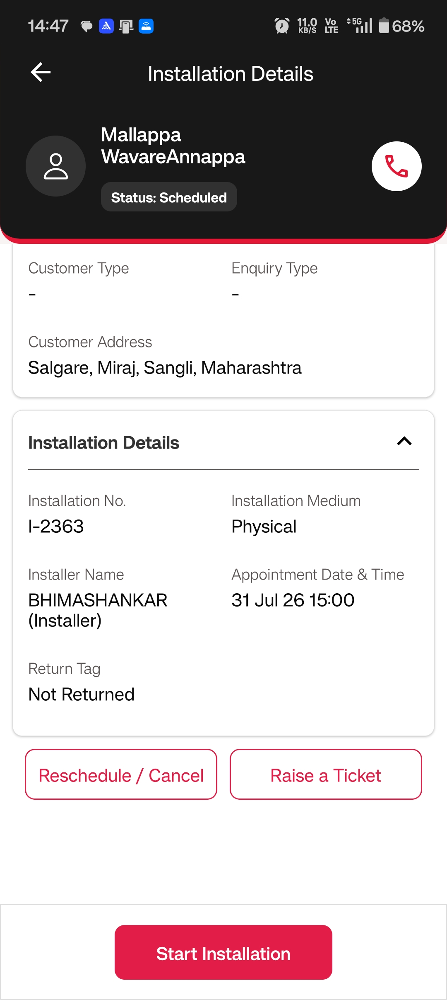 14:47
11.0 KB/S
Vo LTE
5G
68%
Installation Details
Mallappa
WavareAnnappa
Status: Scheduled
Customer Type
Enquiry Type
-
-
Customer Address
Salgare, Miraj, Sangli, Maharashtra
Installation Details
Installation No.
Installation Medium
I-2363
Physical
Installer Name
Appointment Date & Time
BHIMASHANKAR
(Installer)
31 Jul 26 15:00
Return Tag
Not Returned
Reschedule / Cancel
Raise a Ticket
Start Installation